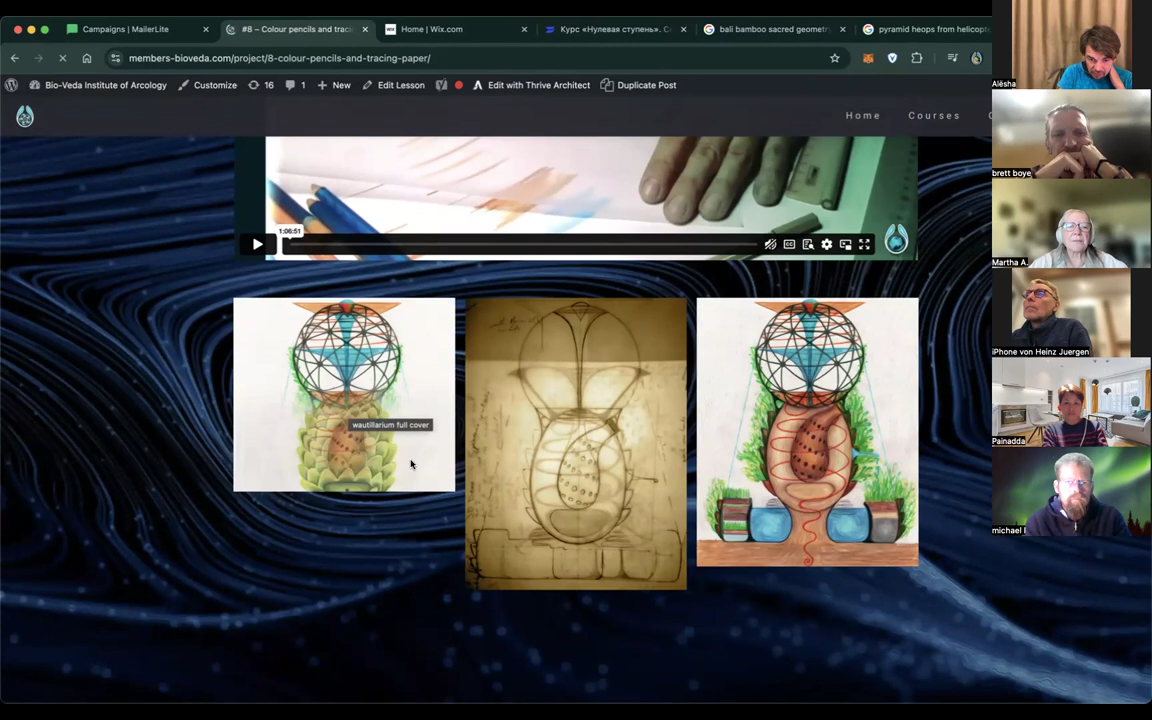 Campaigns | MailerLite
#8 – Colour pencils and traci
Home | Wix.com
Курс «Нулевая ступень». С
bali bamboo sacred geometr
pyramid heops from helicopt
members-bioveda.com/project/8-colour-pencils-and-tracing-paper/
Bio-Veda Institute of Arcology
Customize
16
1
New
Edit Lesson
Edit with Thrive Architect
Duplicate Post
Home
Courses
C
1:06:51
wautillarium full cover
Alësha
brett boye
Martha A.
iPhone von Heinz Juergen
Painadda
michael l